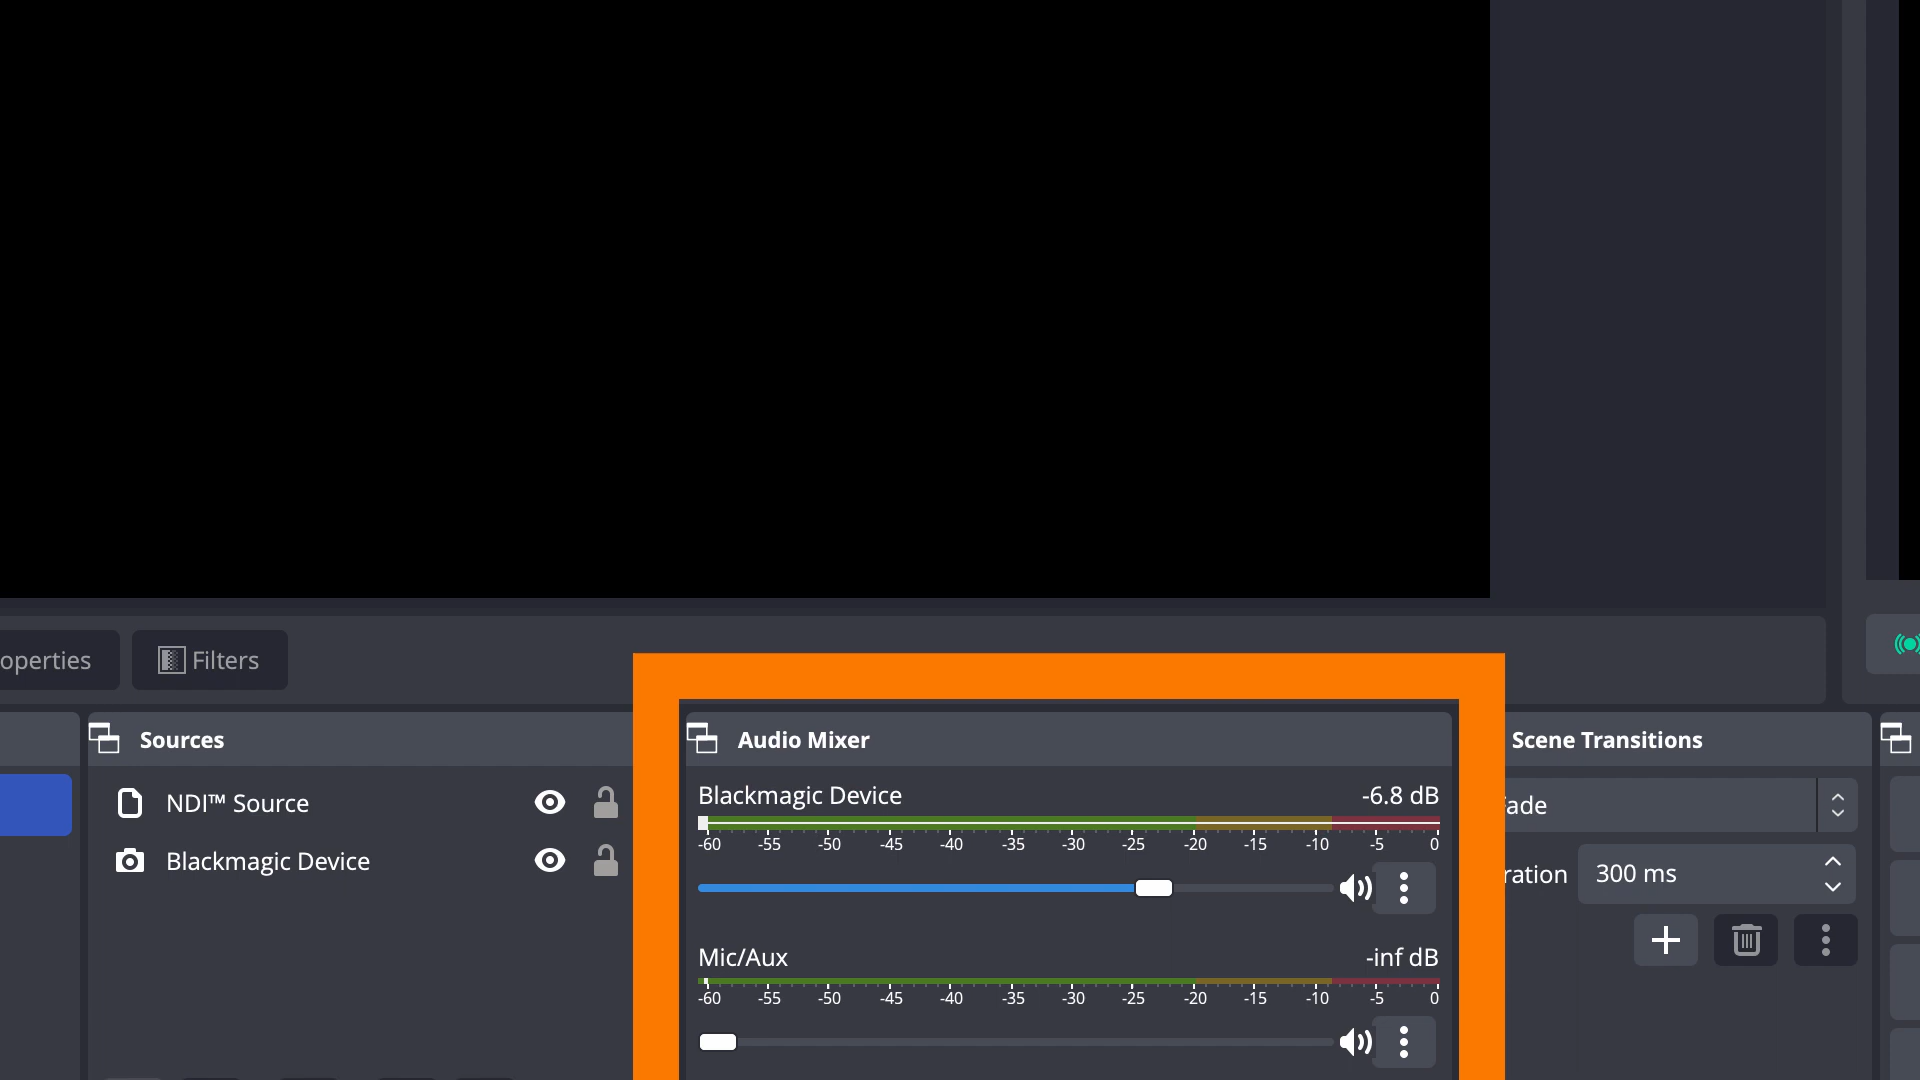 operties
Filters
Sources
Audio Mixer
Scene Transitions
NDI™ Source
Blackmagic Device
Blackmagic Device
-6.8 dB
-60 -55 -50 -45 -40 -35 -30 -25 -20 -15 -10 -5 0
Mic/Aux
-inf dB
-60 -55 -50 -45 -40 -35 -30 -25 -20 -15 -10 -5 0
ade
ration
300 ms